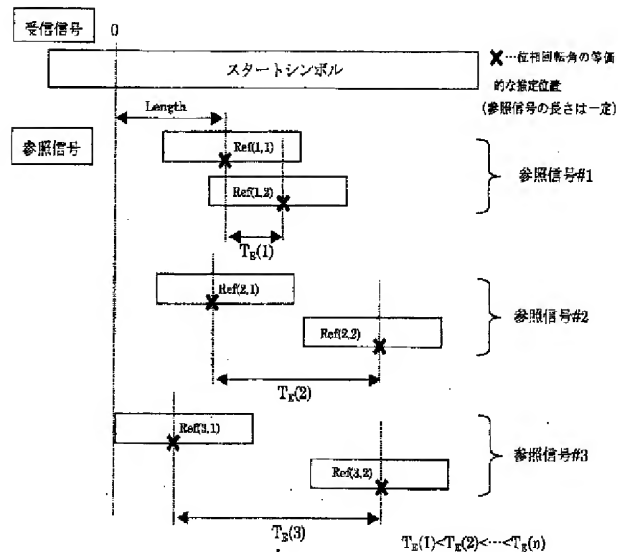 受信信号
0
スタートシンボル
×…位相回転角の等価
的な推定位置
(参照信号の長さは一定)
Length
参照信号
Ref(1,1)
Ref(1,2)
参照信号#1
T_E(1)
Ref(2,1)
Ref(2,2)
参照信号#2
T_E(2)
Ref(3,1)
Ref(3,2)
参照信号#3
T_E(3)
T_E(1)<T_E(2)<…<T_E(n)